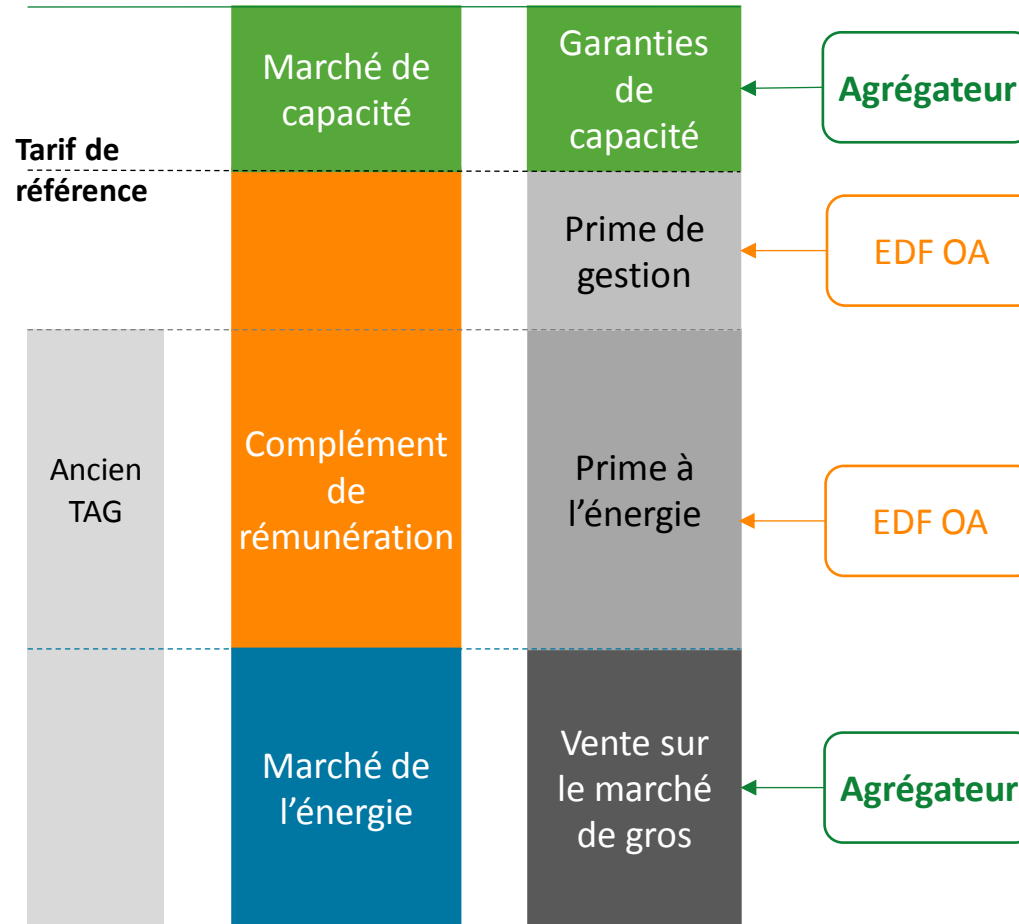 Marché de
capacité
Garanties
de
capacité
Agrégateur
Tarif de
référence
Prime de
gestion
EDF OA
Ancien
TAG
Complément
de
rémunération
Prime à
l’énergie
EDF OA
Marché de
l’énergie
Vente sur
le marché
de gros
Agrégateur